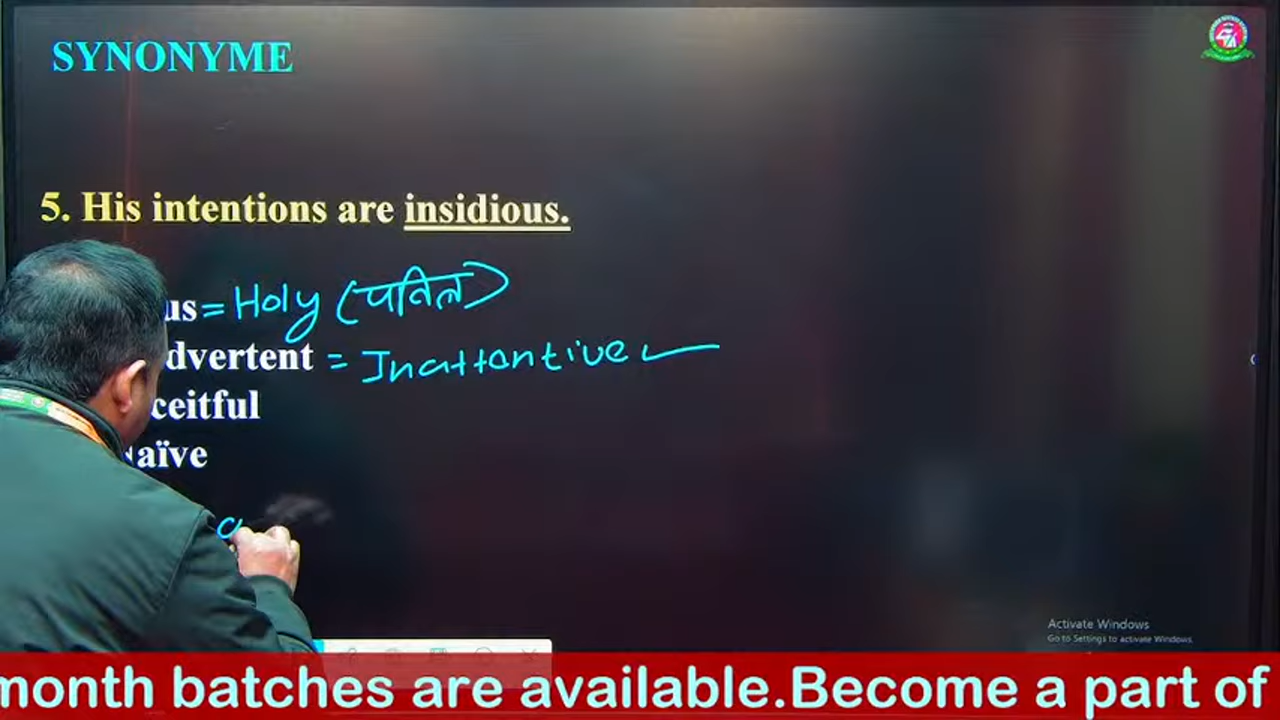 SYNONYME
5. His intentions are insidious.
us = Holy (पवित्र)
dvertent = Inattantive
ceitful
aïve
a
Activate Windows
Go to Settings to activate Windows.
month batches are available.Become a part of